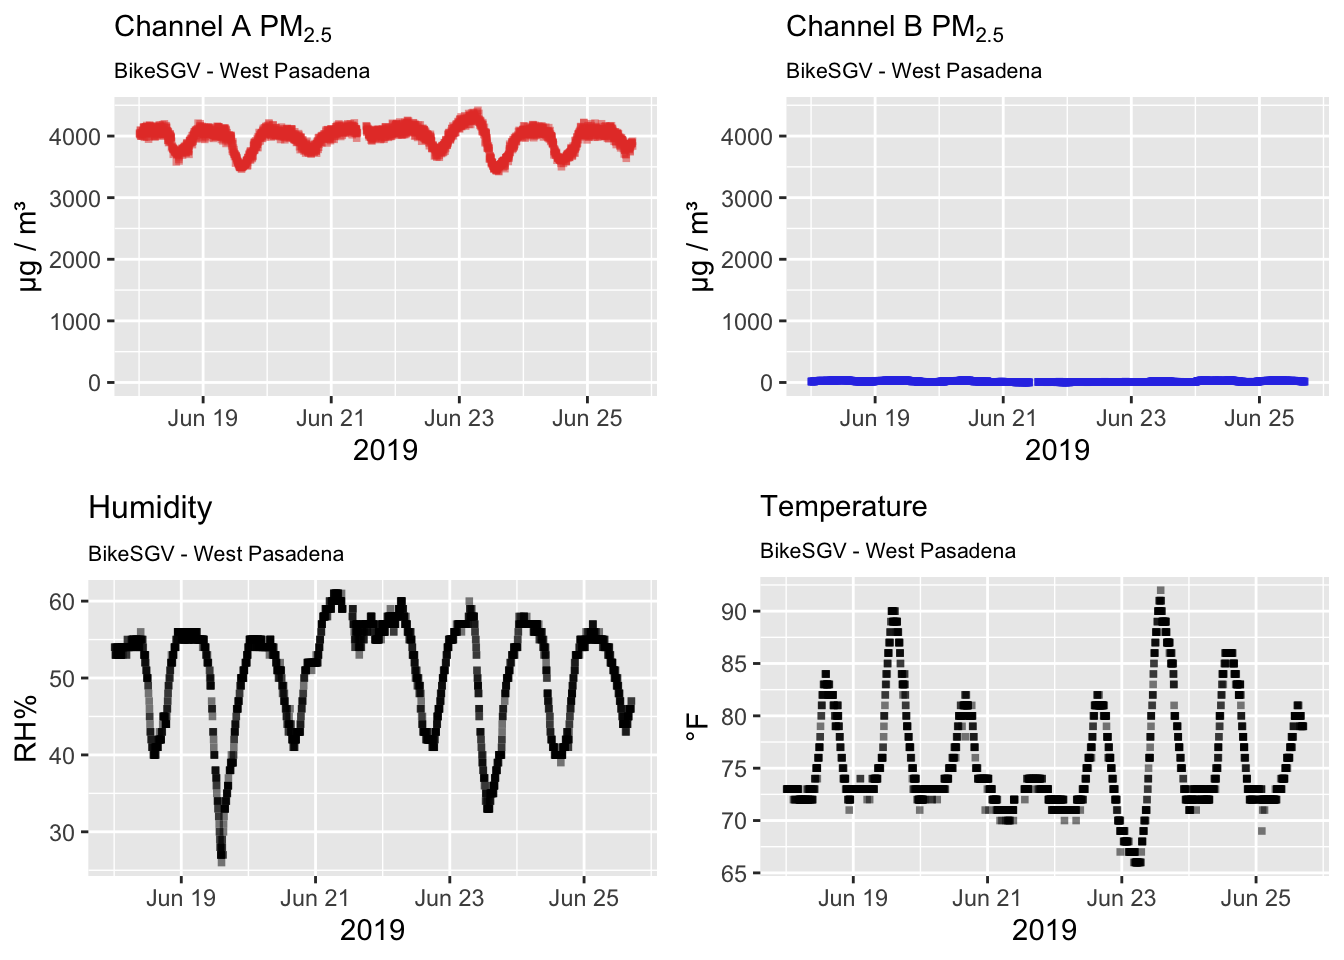 Channel A PM₂.₅
BikeSGV - West Pasadena
4000
3000
2000
1000
0
µg / m³
Jun 19 Jun 21 Jun 23 Jun 25
2019
Channel B PM₂.₅
BikeSGV - West Pasadena
4000
3000
2000
1000
0
µg / m³
Jun 19 Jun 21 Jun 23 Jun 25
2019
Humidity
BikeSGV - West Pasadena
60
50
40
30
RH%
Jun 19 Jun 21 Jun 23 Jun 25
2019
Temperature
BikeSGV - West Pasadena
90
85
80
75
70
65
°F
Jun 19 Jun 21 Jun 23 Jun 25
2019